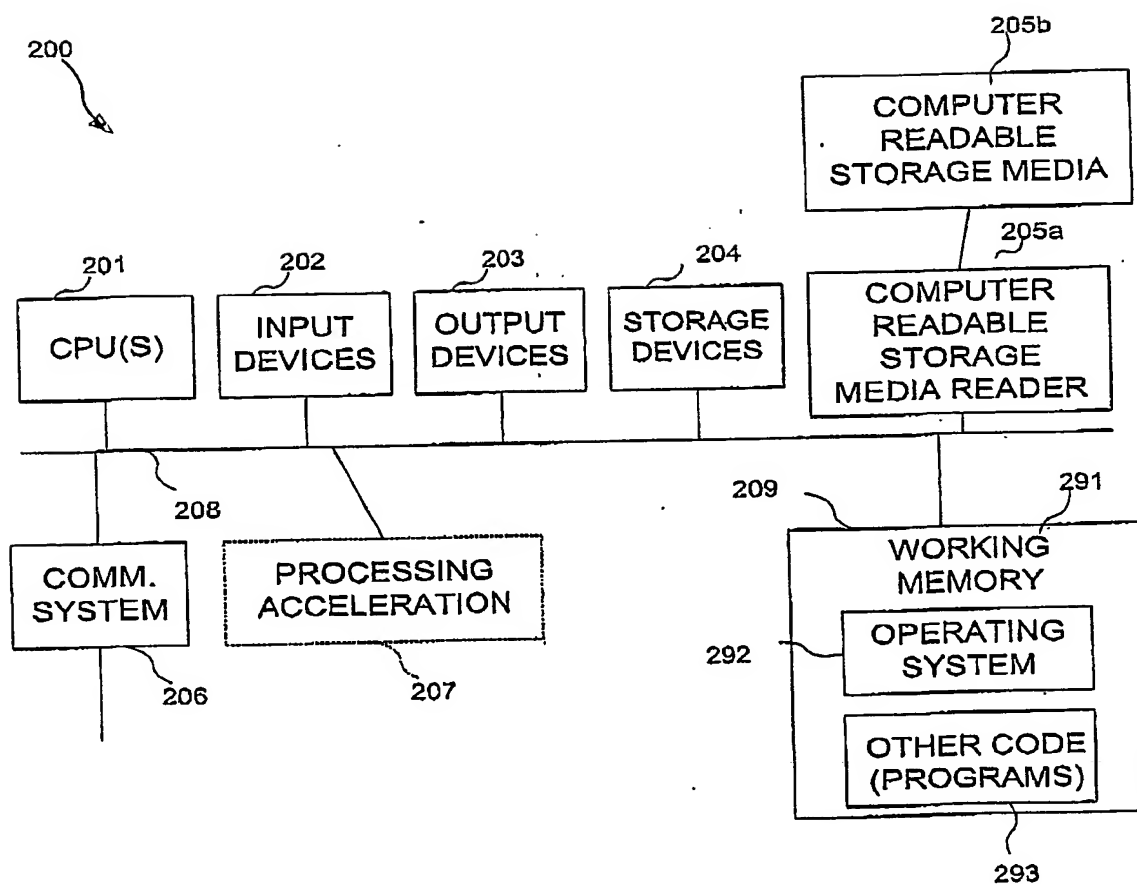 200
205b
COMPUTER
READABLE
STORAGE MEDIA
205a
201
202
203
204
CPU(S)
INPUT
DEVICES
OUTPUT
DEVICES
STORAGE
DEVICES
COMPUTER
READABLE
STORAGE
MEDIA READER
208
209
291
COMM.
SYSTEM
206
PROCESSING
ACCELERATION
207
WORKING
MEMORY
292
OPERATING
SYSTEM
OTHER CODE
(PROGRAMS)
293